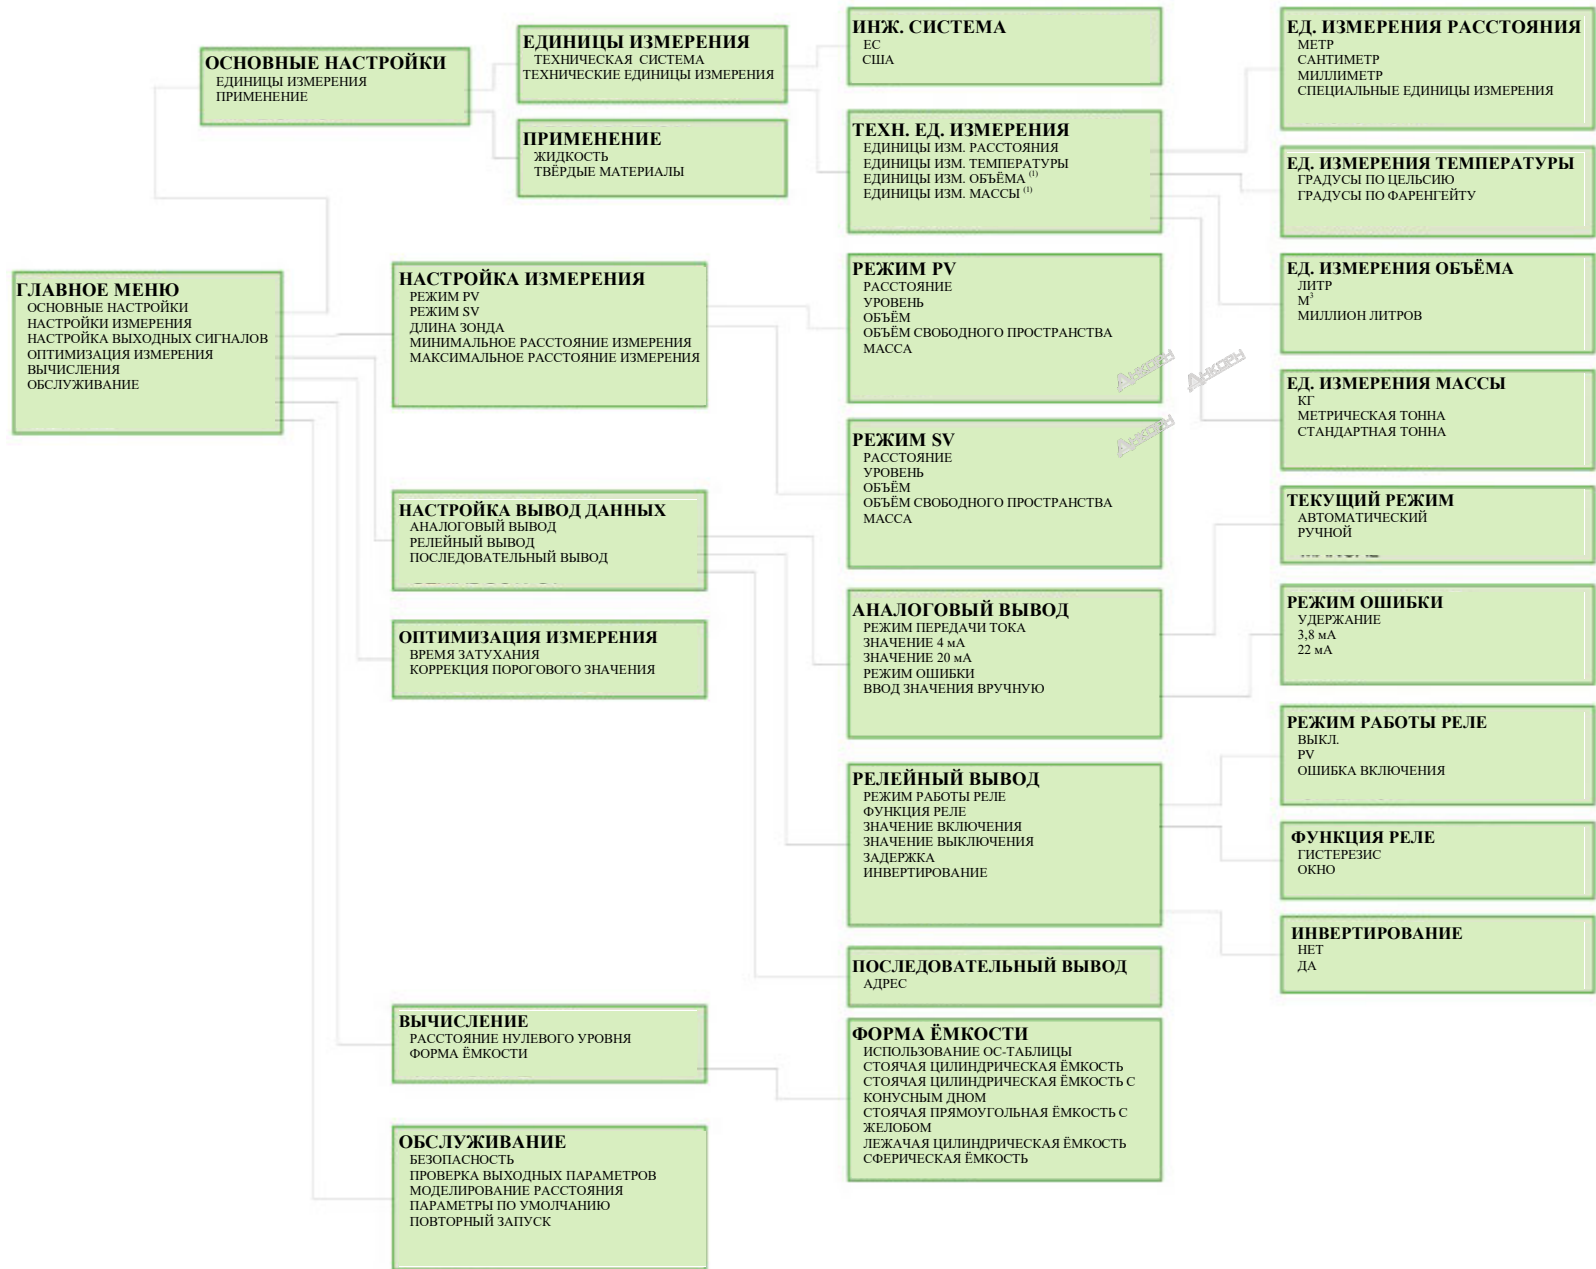 ГЛАВНОЕ МЕНЮ
ОСНОВНЫЕ НАСТРОЙКИ
НАСТРОЙКИ ИЗМЕРЕНИЯ
НАСТРОЙКА ВЫХОДНЫХ СИГНАЛОВ
ОПТИМИЗАЦИЯ ИЗМЕРЕНИЯ
ВЫЧИСЛЕНИЯ
ОБСЛУЖИВАНИЕ
ОСНОВНЫЕ НАСТРОЙКИ
ЕДИНИЦЫ ИЗМЕРЕНИЯ
ПРИМЕНЕНИЕ
ЕДИНИЦЫ ИЗМЕРЕНИЯ
ТЕХНИЧЕСКАЯ СИСТЕМА
ТЕХНИЧЕСКИЕ ЕДИНИЦЫ ИЗМЕРЕНИЯ
ПРИМЕНЕНИЕ
ЖИДКОСТЬ
ТВЁРДЫЕ МАТЕРИАЛЫ
НАСТРОЙКА ИЗМЕРЕНИЯ
РЕЖИМ PV
РЕЖИМ SV
ДЛИНА ЗОНДА
МИНИМАЛЬНОЕ РАССТОЯНИЕ ИЗМЕРЕНИЯ
МАКСИМАЛЬНОЕ РАССТОЯНИЕ ИЗМЕРЕНИЯ
НАСТРОЙКА ВЫВОД ДАННЫХ
АНАЛОГОВЫЙ ВЫВОД
РЕЛЕЙНЫЙ ВЫВОД
ПОСЛЕДОВАТЕЛЬНЫЙ ВЫВОД
ОПТИМИЗАЦИЯ ИЗМЕРЕНИЯ
ВРЕМЯ ЗАТУХАНИЯ
КОРРЕКЦИЯ ПОРОГОВОГО ЗНАЧЕНИЯ
ВЫЧИСЛЕНИЕ
РАССТОЯНИЕ НУЛЕВОГО УРОВНЯ
ФОРМА ЁМКОСТИ
ОБСЛУЖИВАНИЕ
БЕЗОПАСНОСТЬ
ПРОВЕРКА ВЫХОДНЫХ ПАРАМЕТРОВ
МОДЕЛИРОВАНИЕ РАССТОЯНИЯ
ПАРАМЕТРЫ ПО УМОЛЧАНИЮ
ПОВТОРНЫЙ ЗАПУСК
ИНЖ. СИСТЕМА
ЕС
США
ТЕХН. ЕД. ИЗМЕРЕНИЯ
ЕДИНИЦЫ ИЗМ. РАССТОЯНИЯ
ЕДИНИЦЫ ИЗМ. ТЕМПЕРАТУРЫ
ЕДИНИЦЫ ИЗМ. ОБЪЁМА (1)
ЕДИНИЦЫ ИЗМ. МАССЫ (1)
РЕЖИМ PV
РАССТОЯНИЕ
УРОВЕНЬ
ОБЪЁМ
ОБЪЁМ СВОБОДНОГО ПРОСТРАНСТВА
МАССА
Анкорн Анкорн
РЕЖИМ SV
РАССТОЯНИЕ
УРОВЕНЬ
ОБЪЁМ
ОБЪЁМ СВОБОДНОГО ПРОСТРАНСТВА
МАССА
Анкорн
АНАЛОГОВЫЙ ВЫВОД
РЕЖИМ ПЕРЕДАЧИ ТОКА
ЗНАЧЕНИЕ 4 мА
ЗНАЧЕНИЕ 20 мА
РЕЖИМ ОШИБКИ
ВВОД ЗНАЧЕНИЯ ВРУЧНУЮ
РЕЛЕЙНЫЙ ВЫВОД
РЕЖИМ РАБОТЫ РЕЛЕ
ФУНКЦИЯ РЕЛЕ
ЗНАЧЕНИЕ ВКЛЮЧЕНИЯ
ЗНАЧЕНИЕ ВЫКЛЮЧЕНИЯ
ЗАДЕРЖКА
ИНВЕРТИРОВАНИЕ
ПОСЛЕДОВАТЕЛЬНЫЙ ВЫВОД
АДРЕС
ФОРМА ЁМКОСТИ
ИСПОЛЬЗОВАНИЕ ОС-ТАБЛИЦЫ
СТОЯЧАЯ ЦИЛИНДРИЧЕСКАЯ ЁМКОСТЬ
СТОЯЧАЯ ЦИЛИНДРИЧЕСКАЯ ЁМКОСТЬ С
КОНУСНЫМ ДНОМ
СТОЯЧАЯ ПРЯМОУГОЛЬНАЯ ЁМКОСТЬ С
ЖЕЛОБОМ
ЛЕЖАЧАЯ ЦИЛИНДРИЧЕСКАЯ ЁМКОСТЬ
СФЕРИЧЕСКАЯ ЁМКОСТЬ
ЕД. ИЗМЕРЕНИЯ РАССТОЯНИЯ
МЕТР
САНТИМЕТР
МИЛЛИМЕТР
СПЕЦИАЛЬНЫЕ ЕДИНИЦЫ ИЗМЕРЕНИЯ
ЕД. ИЗМЕРЕНИЯ ТЕМПЕРАТУРЫ
ГРАДУСЫ ПО ЦЕЛЬСИЮ
ГРАДУСЫ ПО ФАРЕНГЕЙТУ
ЕД. ИЗМЕРЕНИЯ ОБЪЁМА
ЛИТР
М³
МИЛЛИОН ЛИТРОВ
ЕД. ИЗМЕРЕНИЯ МАССЫ
КГ
МЕТРИЧЕСКАЯ ТОННА
СТАНДАРТНАЯ ТОННА
ТЕКУЩИЙ РЕЖИМ
АВТОМАТИЧЕСКИЙ
РУЧНОЙ
РЕЖИМ ОШИБКИ
УДЕРЖАНИЕ
3,8 мА
22 мА
РЕЖИМ РАБОТЫ РЕЛЕ
ВЫКЛ.
PV
ОШИБКА ВКЛЮЧЕНИЯ
ФУНКЦИЯ РЕЛЕ
ГИСТЕРЕЗИС
ОКНО
ИНВЕРТИРОВАНИЕ
НЕТ
ДА